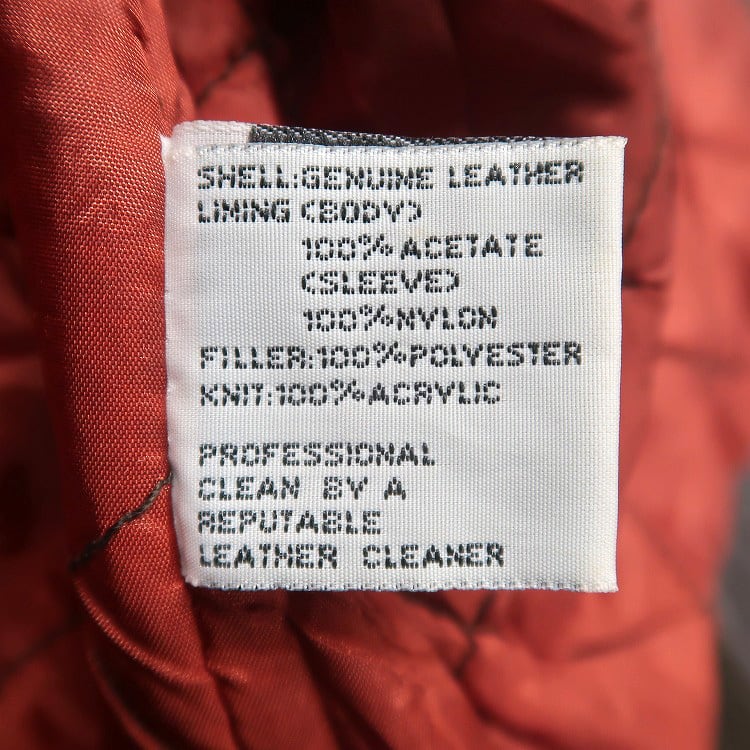 SHELL:GENUIME LEATHER
LINING (BODY)
100% ACETATE
(SLEEVE)
100% NYLON
FILLER:100% POLYESTER
KNIT:100% ACRYLIC
PROFESSIONAL
CLEAN BY A
REPUTABLE
LEATHER CLEANER